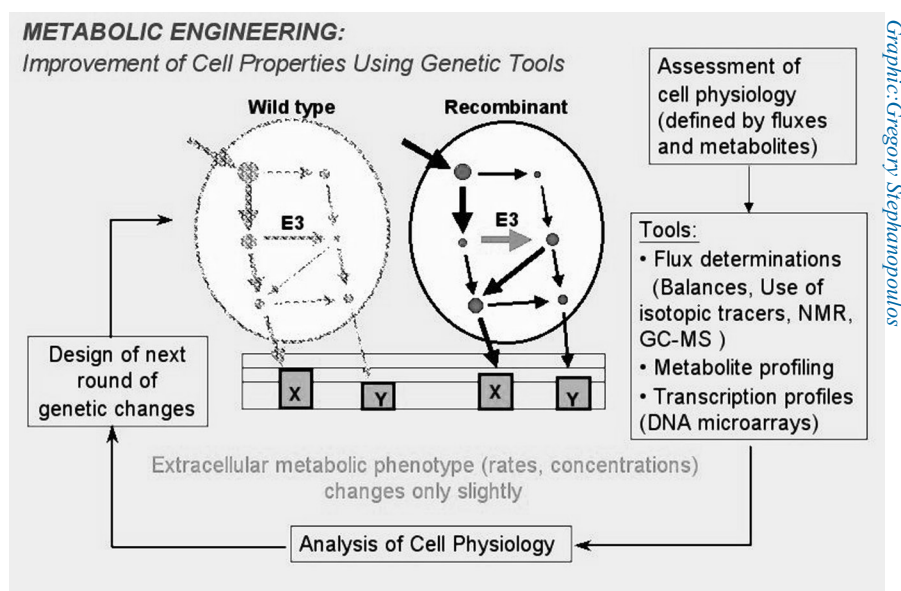 METABOLIC ENGINEERING:
Improvement of Cell Properties Using Genetic Tools
Wild type
Recombinant
E3
E3
X
Y
X
Y
Extracellular metabolic phenotype (rates, concentrations)
changes only slightly
Assessment of
cell physiology
(defined by fluxes
and metabolites)
Tools:
• Flux determinations
(Balances, Use of
isotopic tracers, NMR,
GC-MS )
• Metabolite profiling
• Transcription profiles
(DNA microarrays)
Analysis of Cell Physiology
Design of next
round of
genetic changes
Graphic:Gregory Stephanopoulos